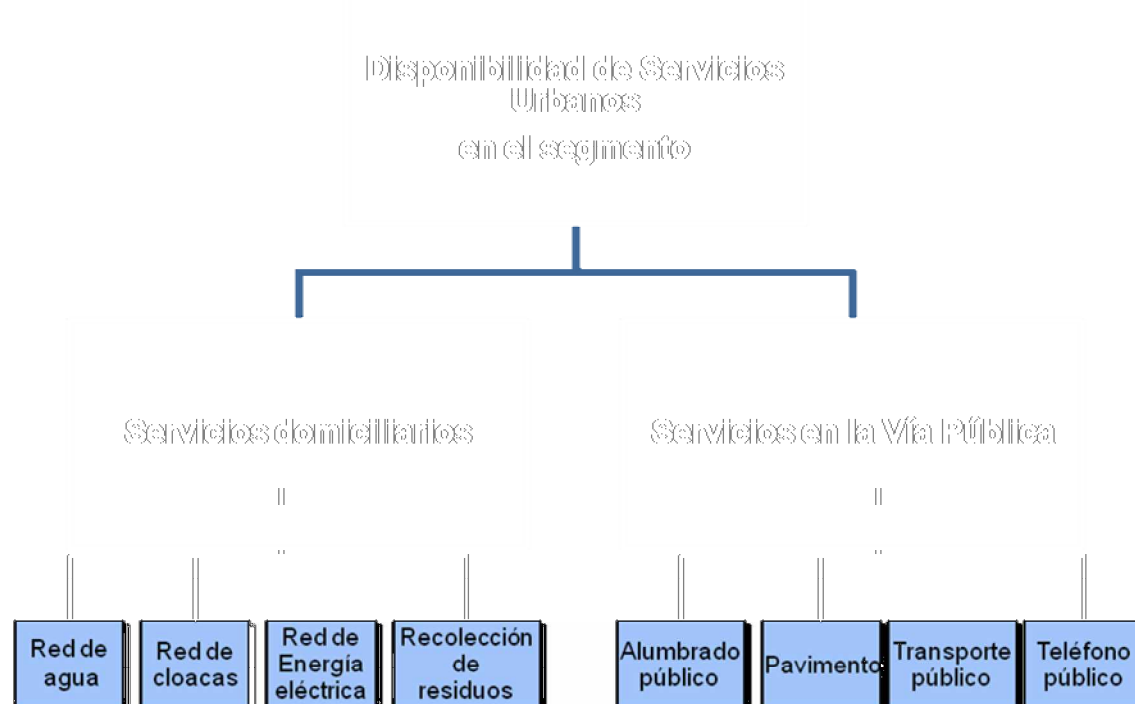 Disponibilidad de Servicios
Urbanos
en el segmento
Servicios domiciliarios
Servicios en la Vía Pública
Red de
agua
Red de
cloacas
Red de
Energía
eléctrica
Recolección
de
residuos
Alumbrado
público
Pavimento
Transporte
público
Teléfono
público